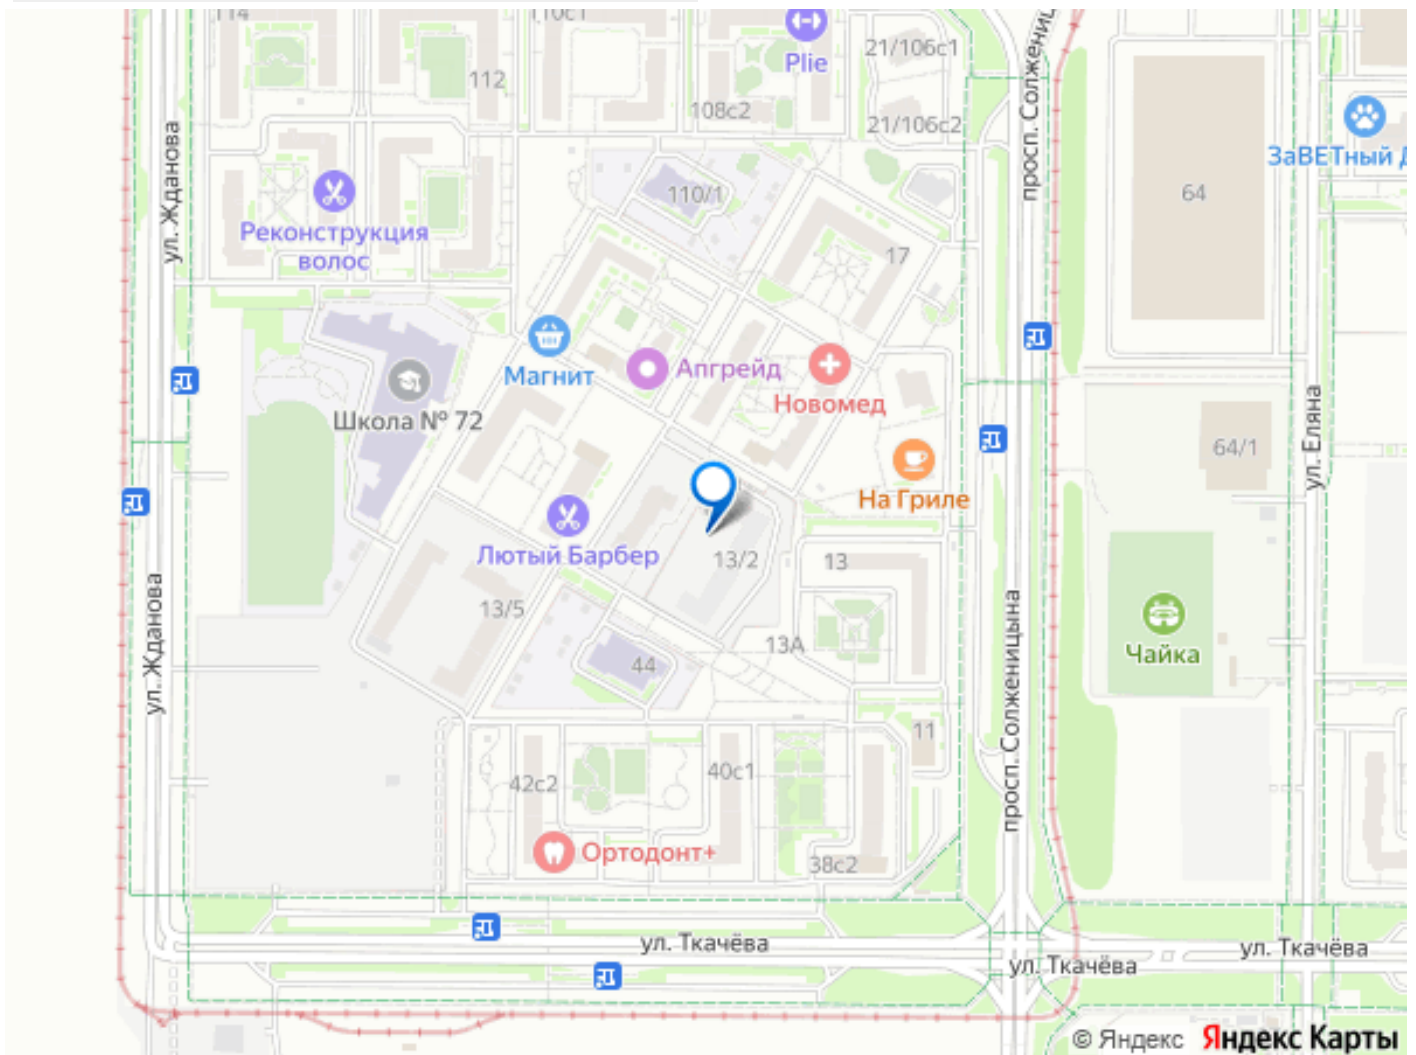 114
110с1
Plie
21/106с1
просп. Солжениц
112
108с2
21/106с2
ул. Жданова
ЗаВЕТный Д
110/1
64
Реконструкция
волос
17
Магнит
Апгрейд
Новомед
Школа № 72
ул. Еляна
64/1
На Гриле
Лютый Барбер
13/2
13
13/5
ул. Жданова
просп. Солженицына
13А
44
Чайка
11
42с2
40с1
Ортодонт+
38с2
ул. Ткачёва
ул. Ткачёва
ул. Ткачёва
© Яндекс Яндекс Карты